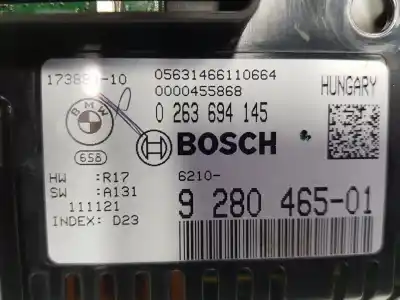 05631466110664
0000455868
HUNGARY
0 263 694 145
BMW
658
BOSCH
HW :R17
SW :A131
111121
INDEX: D23
6210-
9 280 465-01